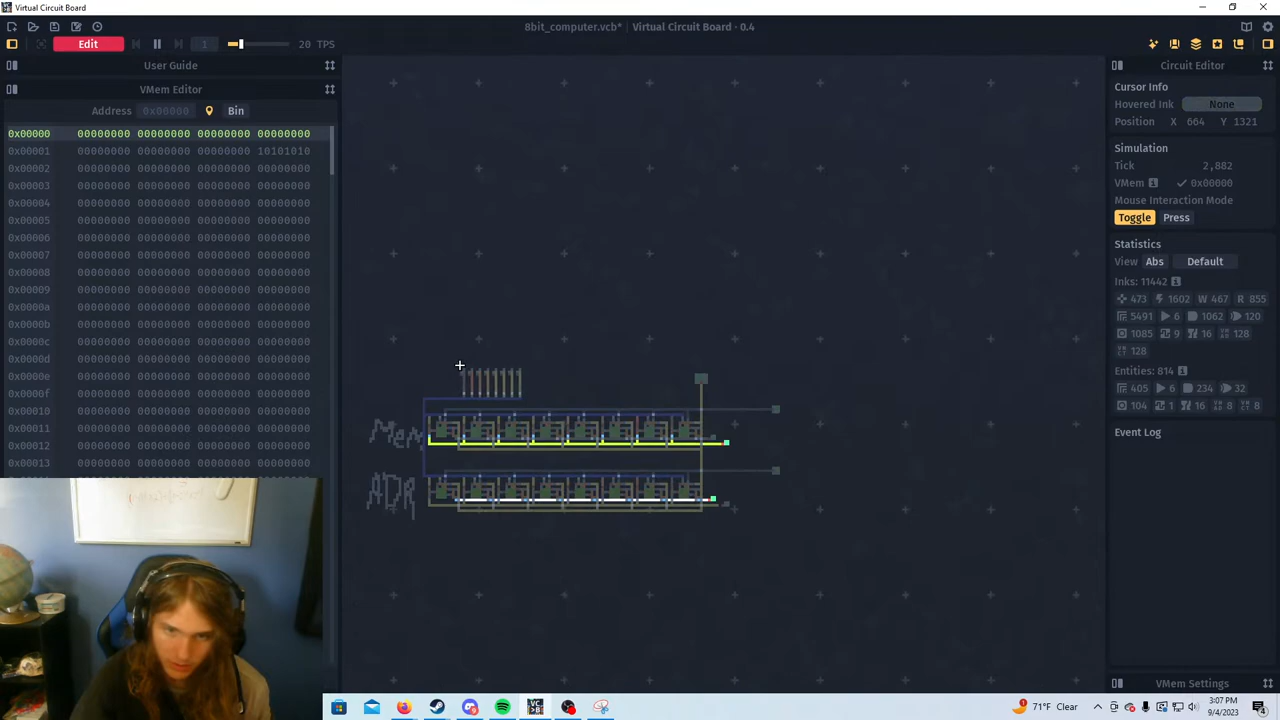 Virtual Circuit Board
8bit_computer.vcb* Virtual Circuit Board - 0.4
Edit 1 20 TPS
User Guide
VMem Editor
Address 0x00000 Bin
0x00000 00000000 00000000 00000000 00000000
0x00001 00000000 00000000 00000000 10101010
0x00002 00000000 00000000 00000000 00000000
0x00003 00000000 00000000 00000000 00000000
0x00004 00000000 00000000 00000000 00000000
0x00005 00000000 00000000 00000000 00000000
0x00006 00000000 00000000 00000000 00000000
0x00007 00000000 00000000 00000000 00000000
0x00008 00000000 00000000 00000000 00000000
0x00009 00000000 00000000 00000000 00000000
0x0000a 00000000 00000000 00000000 00000000
0x0000b 00000000 00000000 00000000 00000000
0x0000c 00000000 00000000 00000000 00000000
0x0000d 00000000 00000000 00000000 00000000
0x0000e 00000000 00000000 00000000 00000000
0x0000f 00000000 00000000 00000000 00000000
0x00010 00000000 00000000 00000000 00000000
0x00011 00000000 00000000 00000000 00000000
0x00012 00000000 00000000 00000000 00000000
0x00013 00000000 00000000 00000000 00000000
Mem
ADR
Circuit Editor
Cursor Info
Hovered Ink None
Position X 664 Y 1321
Simulation
Tick 2,882
VMem 0x00000
Mouse Interaction Mode
Toggle Press
Statistics
View Abs Default
Inks: 11442
473 1602 W 467 R 855
5491 6 1062 120
1085 9 16 128
128
Entities: 814
405 6 234 32
104 1 16 8 8
Event Log
VMem Settings
71°F Clear
3:07 PM
9/4/2023